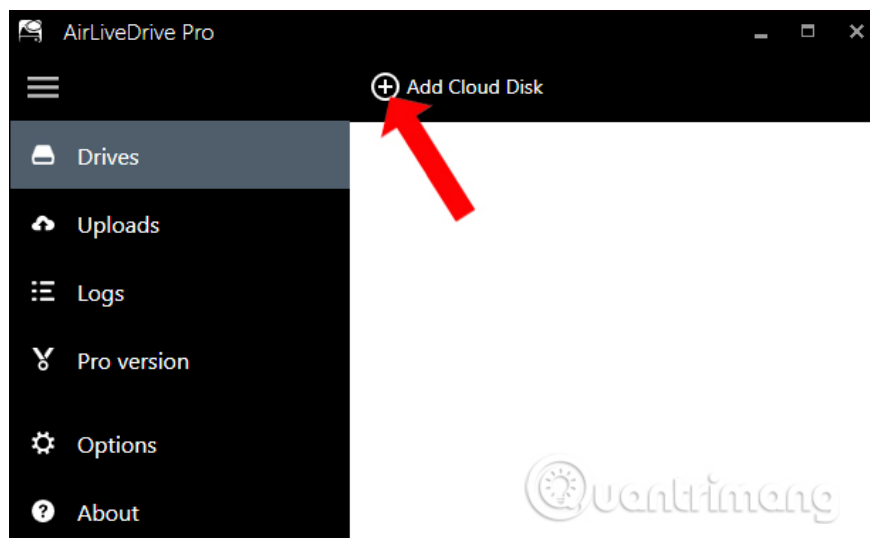 AirLiveDrive Pro
Add Cloud Disk
Drives
Uploads
Logs
Pro version
Options
About
Quantrimang